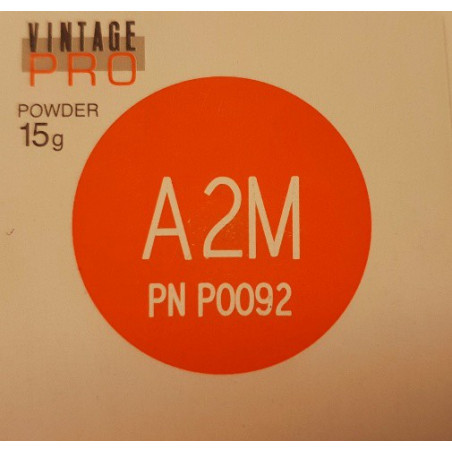 VINTAGE
PRO
POWDER
15g
A2M
PN P0092